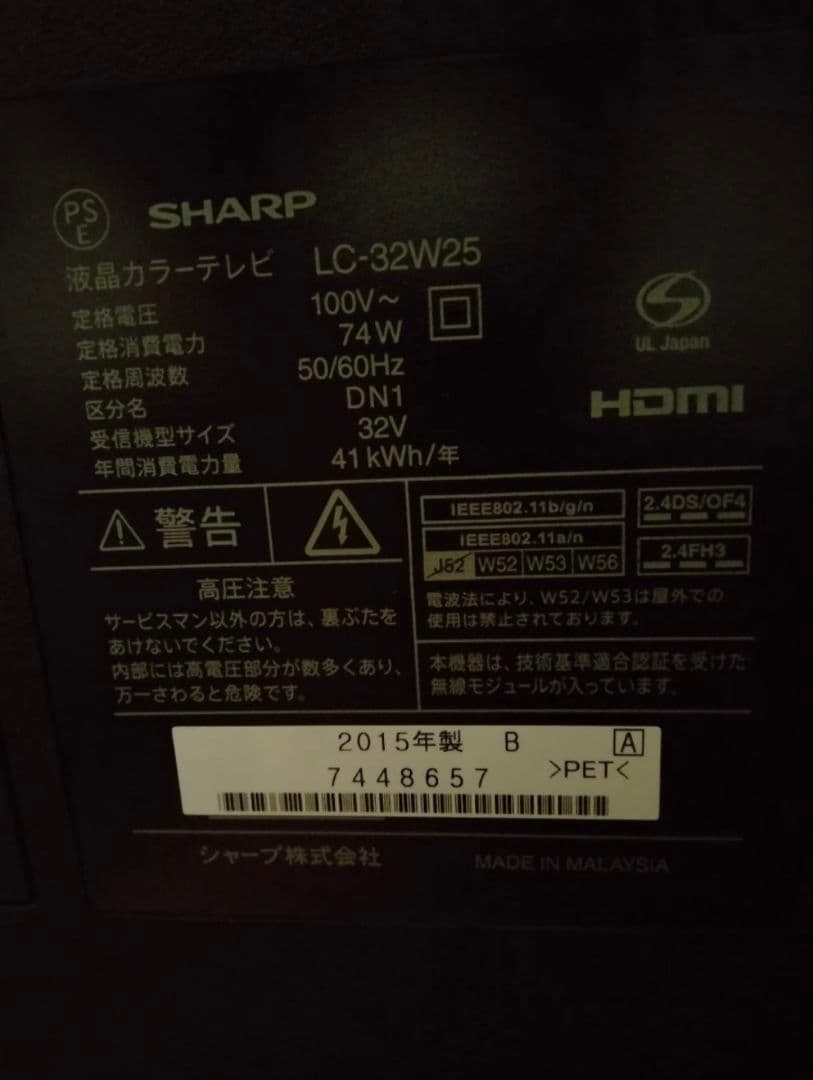 PSE SHARP
液晶カラーテレビ LC-32W25
定格電圧 100V～
定格消費電力 74W
定格周波数 50/60Hz
区分名 DN1
受信機型サイズ 32V
年間消費電力量 41kWh/年
UL Japan
HDMI
警告
高圧注意
サービスマン以外の方は、裏ぶたを
あけないでください。
内部には高電圧部分が数多くあり、
万一さわると危険です。
IEEE802.11b/g/n
IEEE802.11a/n
J52 W52 W53 W56
2.4DS/OF4
2.4FH3
電波法により、W52/W53は屋外での
使用は禁止されております。
本機器は、技術基準適合認証を受けた
無線モジュールが入っています。
2015年製 B A
7448657 >PET<
シャープ株式会社 MADE IN MALAYSIA